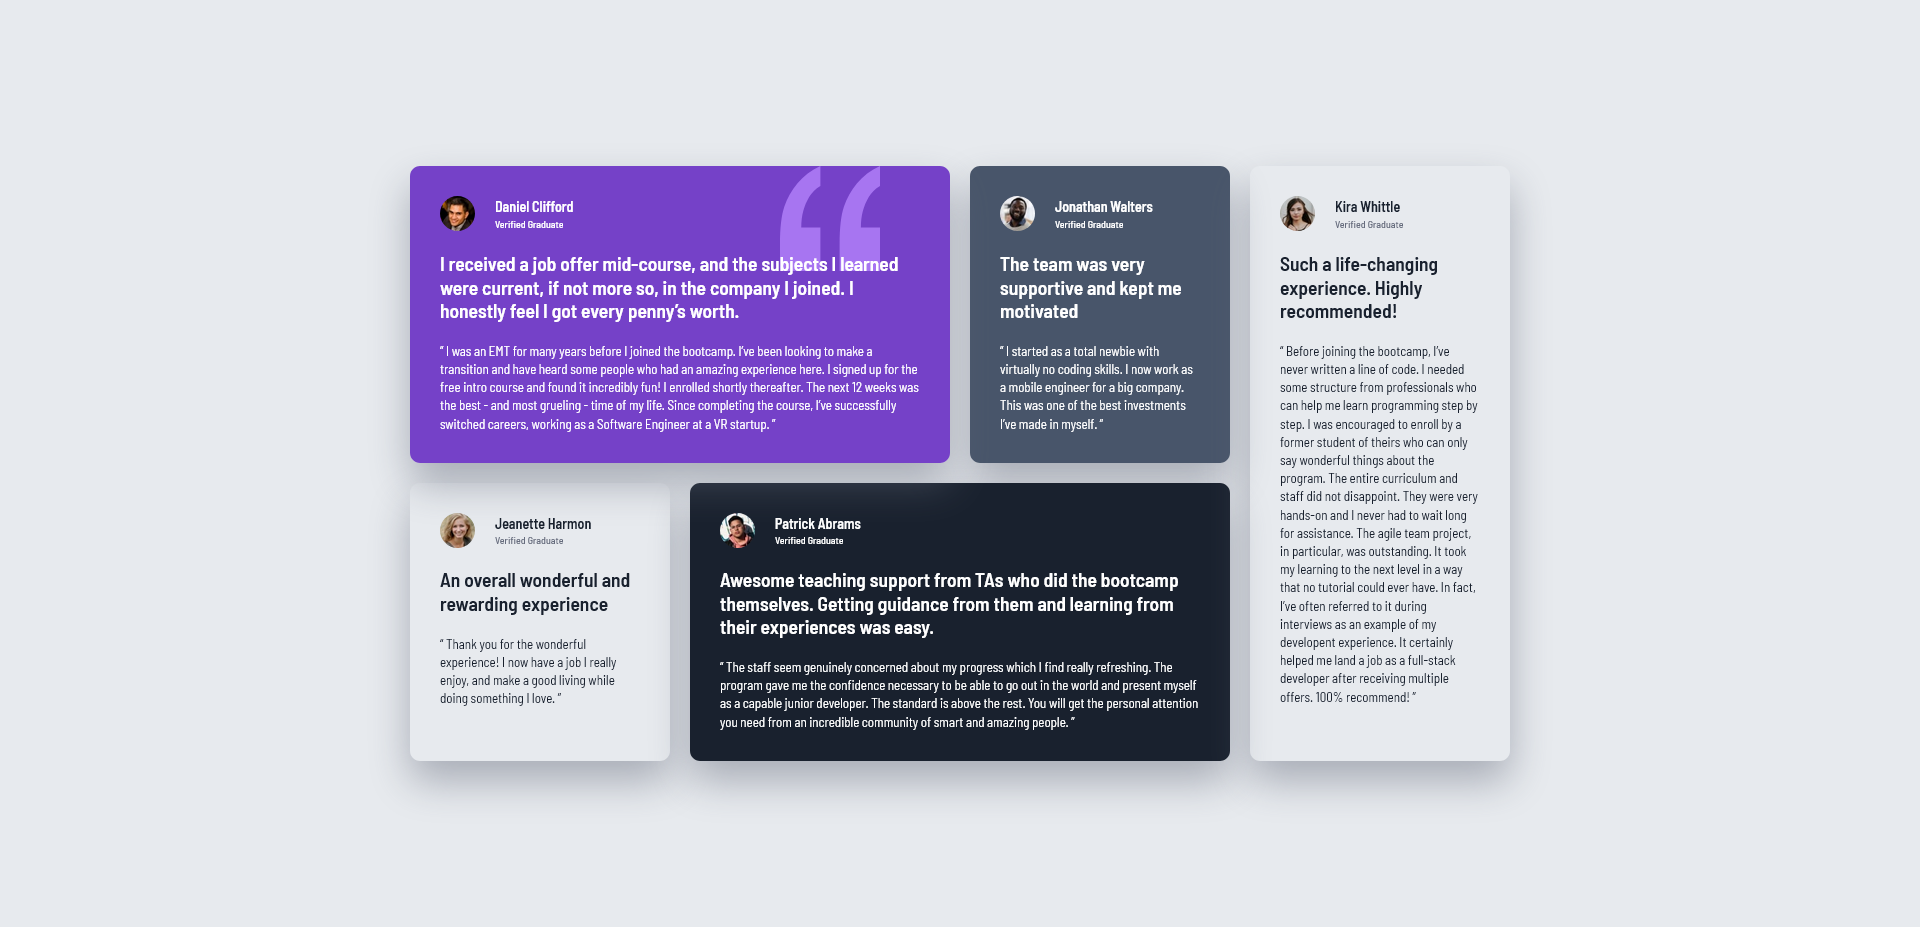 Daniel Clifford
Verified Graduate
I received a job offer mid-course, and the subjects I learned
were current, if not more so, in the company I joined. I
honestly feel I got every penny’s worth.
“ I was an EMT for many years before I joined the bootcamp. I’ve been looking to make a
transition and have heard some people who had an amazing experience here. I signed up for the
free intro course and found it incredibly fun! I enrolled shortly thereafter. The next 12 weeks was
the best - and most grueling - time of my life. Since completing the course, I’ve successfully
switched careers, working as a Software Engineer at a VR startup. ”
Jonathan Walters
Verified Graduate
The team was very
supportive and kept me
motivated
“ I started as a total newbie with
virtually no coding skills. I now work as
a mobile engineer for a big company.
This was one of the best investments
I’ve made in myself. ”
Kira Whittle
Verified Graduate
Such a life-changing
experience. Highly
recommended!
“ Before joining the bootcamp, I’ve
never written a line of code. I needed
some structure from professionals who
can help me learn programming step by
step. I was encouraged to enroll by a
former student of theirs who can only
say wonderful things about the
program. The entire curriculum and
staff did not disappoint. They were very
hands-on and I never had to wait long
for assistance. The agile team project,
in particular, was outstanding. It took
my learning to the next level in a way
that no tutorial could ever have. In fact,
I’ve often referred to it during
interviews as an example of my
developent experience. It certainly
helped me land a job as a full-stack
developer after receiving multiple
offers. 100% recommend! ”
Jeanette Harmon
Verified Graduate
An overall wonderful and
rewarding experience
“ Thank you for the wonderful
experience! I now have a job I really
enjoy, and make a good living while
doing something I love. ”
Patrick Abrams
Verified Graduate
Awesome teaching support from TAs who did the bootcamp
themselves. Getting guidance from them and learning from
their experiences was easy.
“ The staff seem genuinely concerned about my progress which I find really refreshing. The
program gave me the confidence necessary to be able to go out in the world and present myself
as a capable junior developer. The standard is above the rest. You will get the personal attention
you need from an incredible community of smart and amazing people. ”